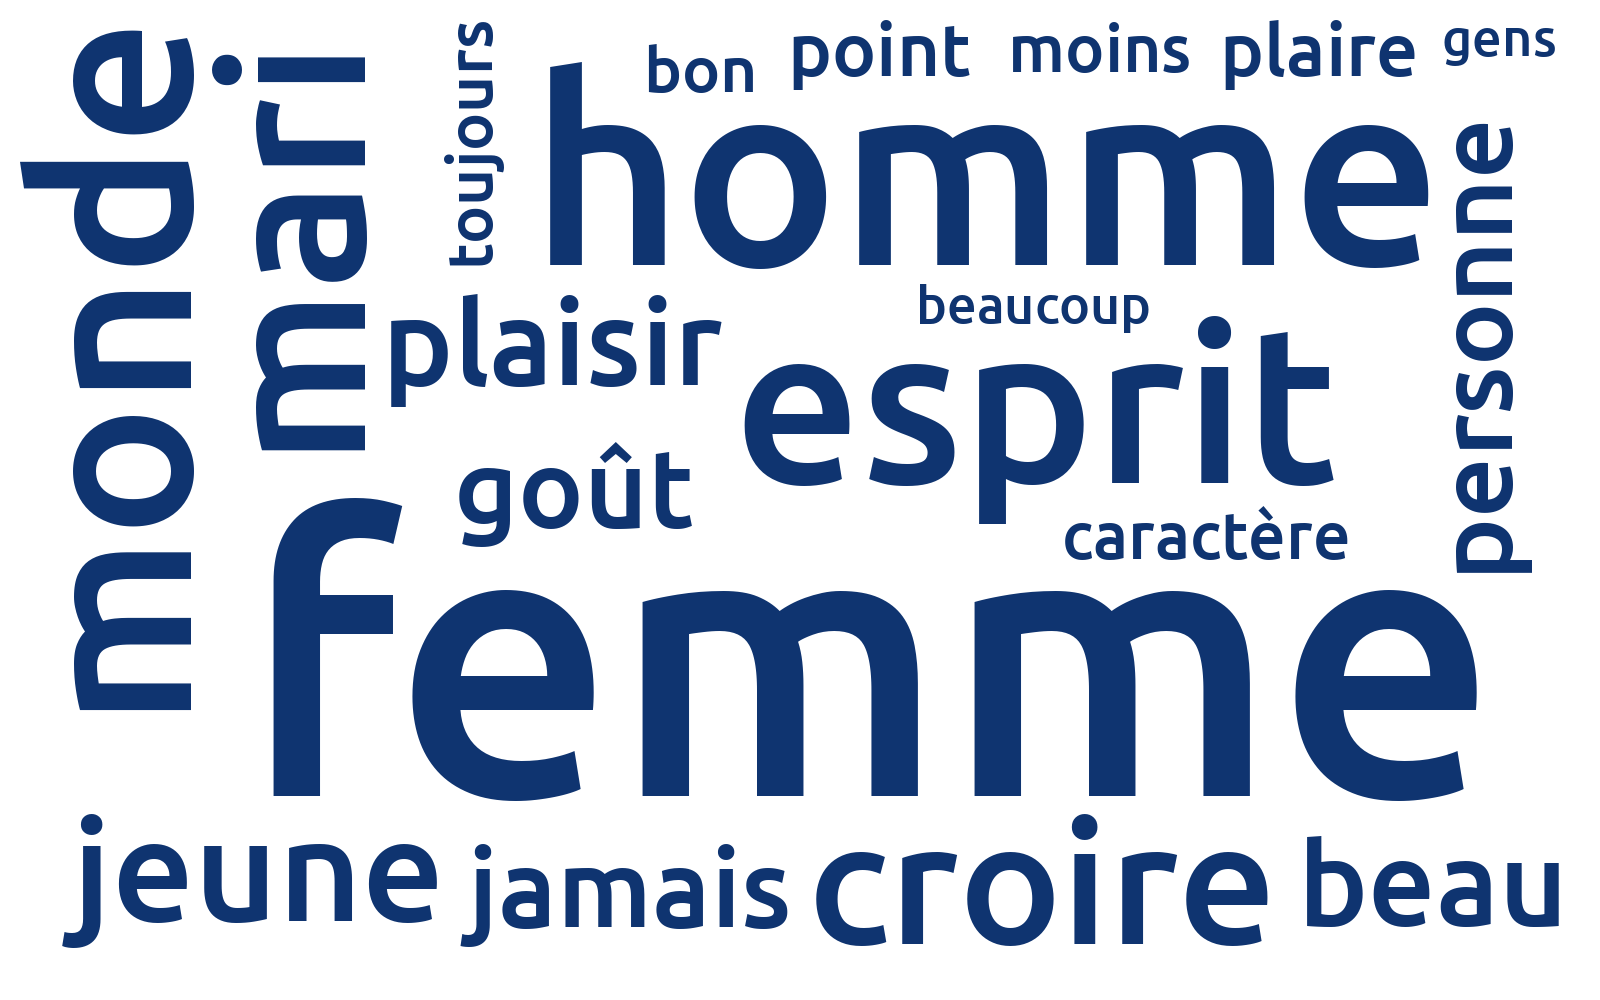 monde
mari
toujours
bon
point
moins
plaire
gens
homme
personne
beaucoup
plaisir
esprit
goût
caractère
femme
jeune
jamais
croire
beau